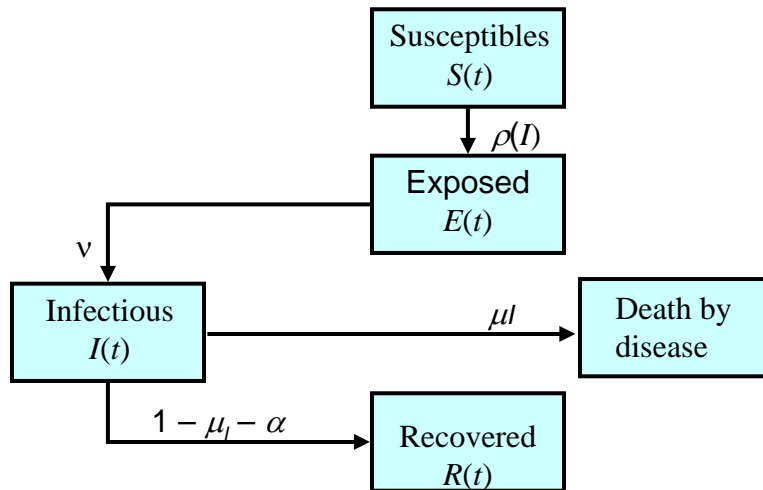 Susceptibles
S(t)
ρ(I)
Exposed
E(t)
ν
Infectious
I(t)
μI
Death by
disease
1 – μI – α
Recovered
R(t)